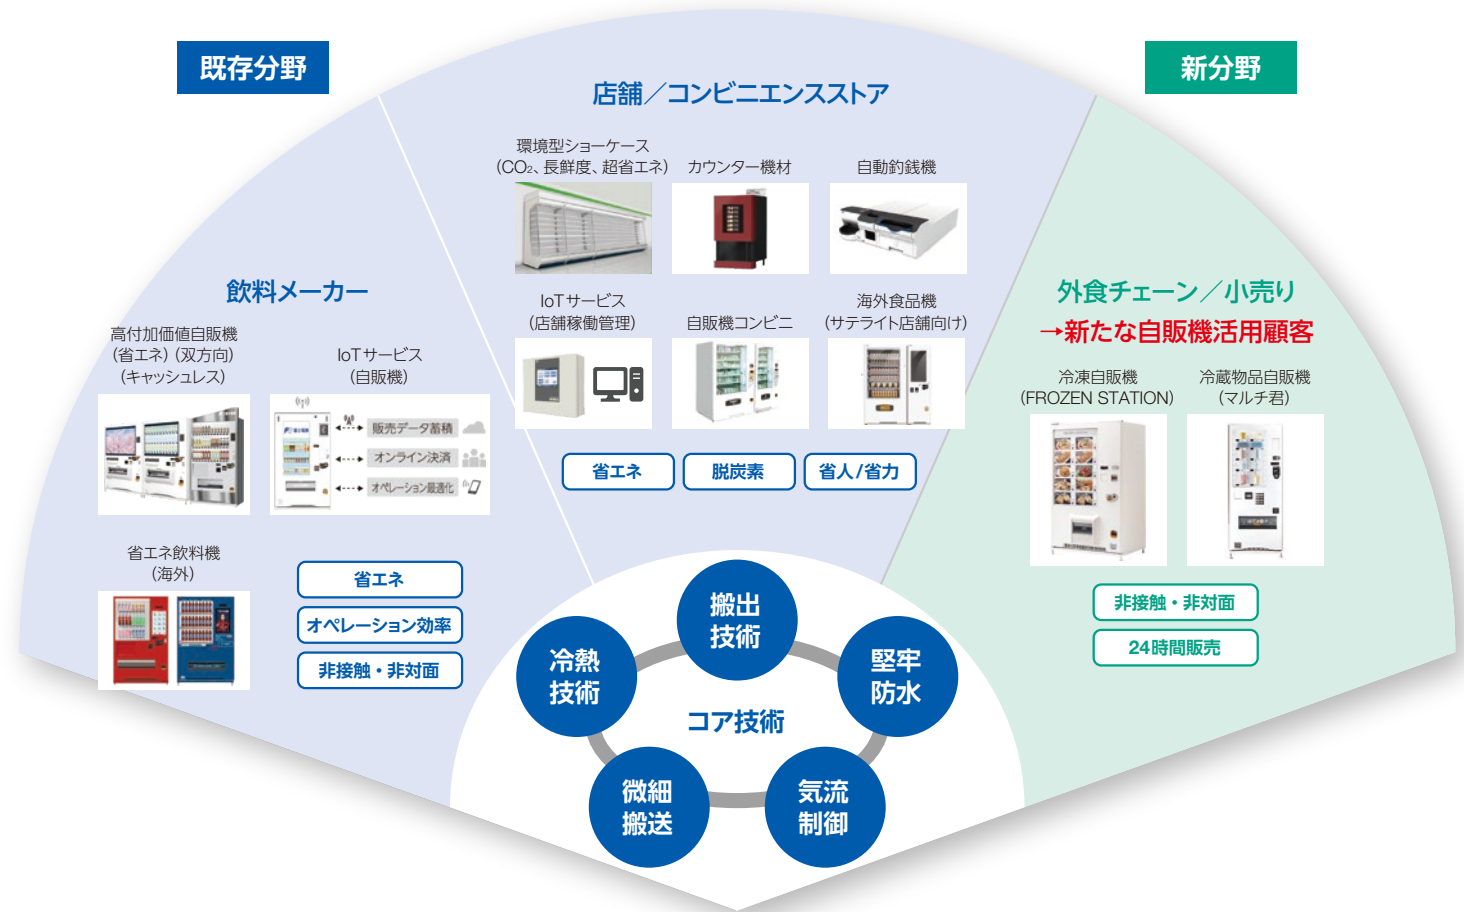 既存分野
新分野
店舗／コンビニエンスストア
環境型ショーケース
(CO₂、長鮮度、超省エネ)
カウンター機材
自動釣銭機
IoTサービス
(店舗稼働管理)
自販機コンビニ
海外食品機
(サテライト店舗向け)
省エネ
脱炭素
省人/省力
飲料メーカー
高付加価値自販機
(省エネ)(双方向)
(キャッシュレス)
IoTサービス
(自販機)
販売データ蓄積
オンライン決済
オペレーション最適化
省エネ飲料機
(海外)
省エネ
オペレーション効率
非接触・非対面
外食チェーン／小売り
→新たな自販機活用顧客
冷凍自販機
(FROZEN STATION)
冷蔵物品自販機
(マルチ君)
非接触・非対面
24時間販売
搬出
技術
冷熱
技術
堅牢
防水
コア技術
微細
搬送
気流
制御